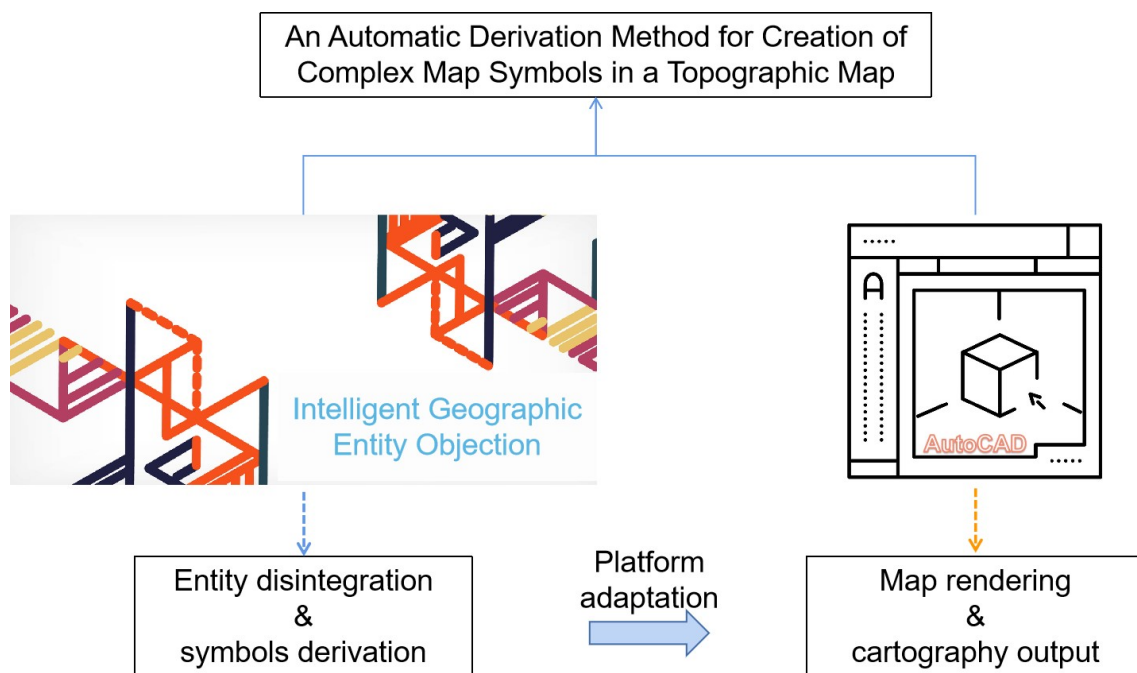 An Automatic Derivation Method for Creation of
Complex Map Symbols in a Topographic Map
Intelligent Geographic
Entity Objection
A
AutoCAD
Entity disintegration
&
symbols derivation
Platform
adaptation
Map rendering
&
cartography output